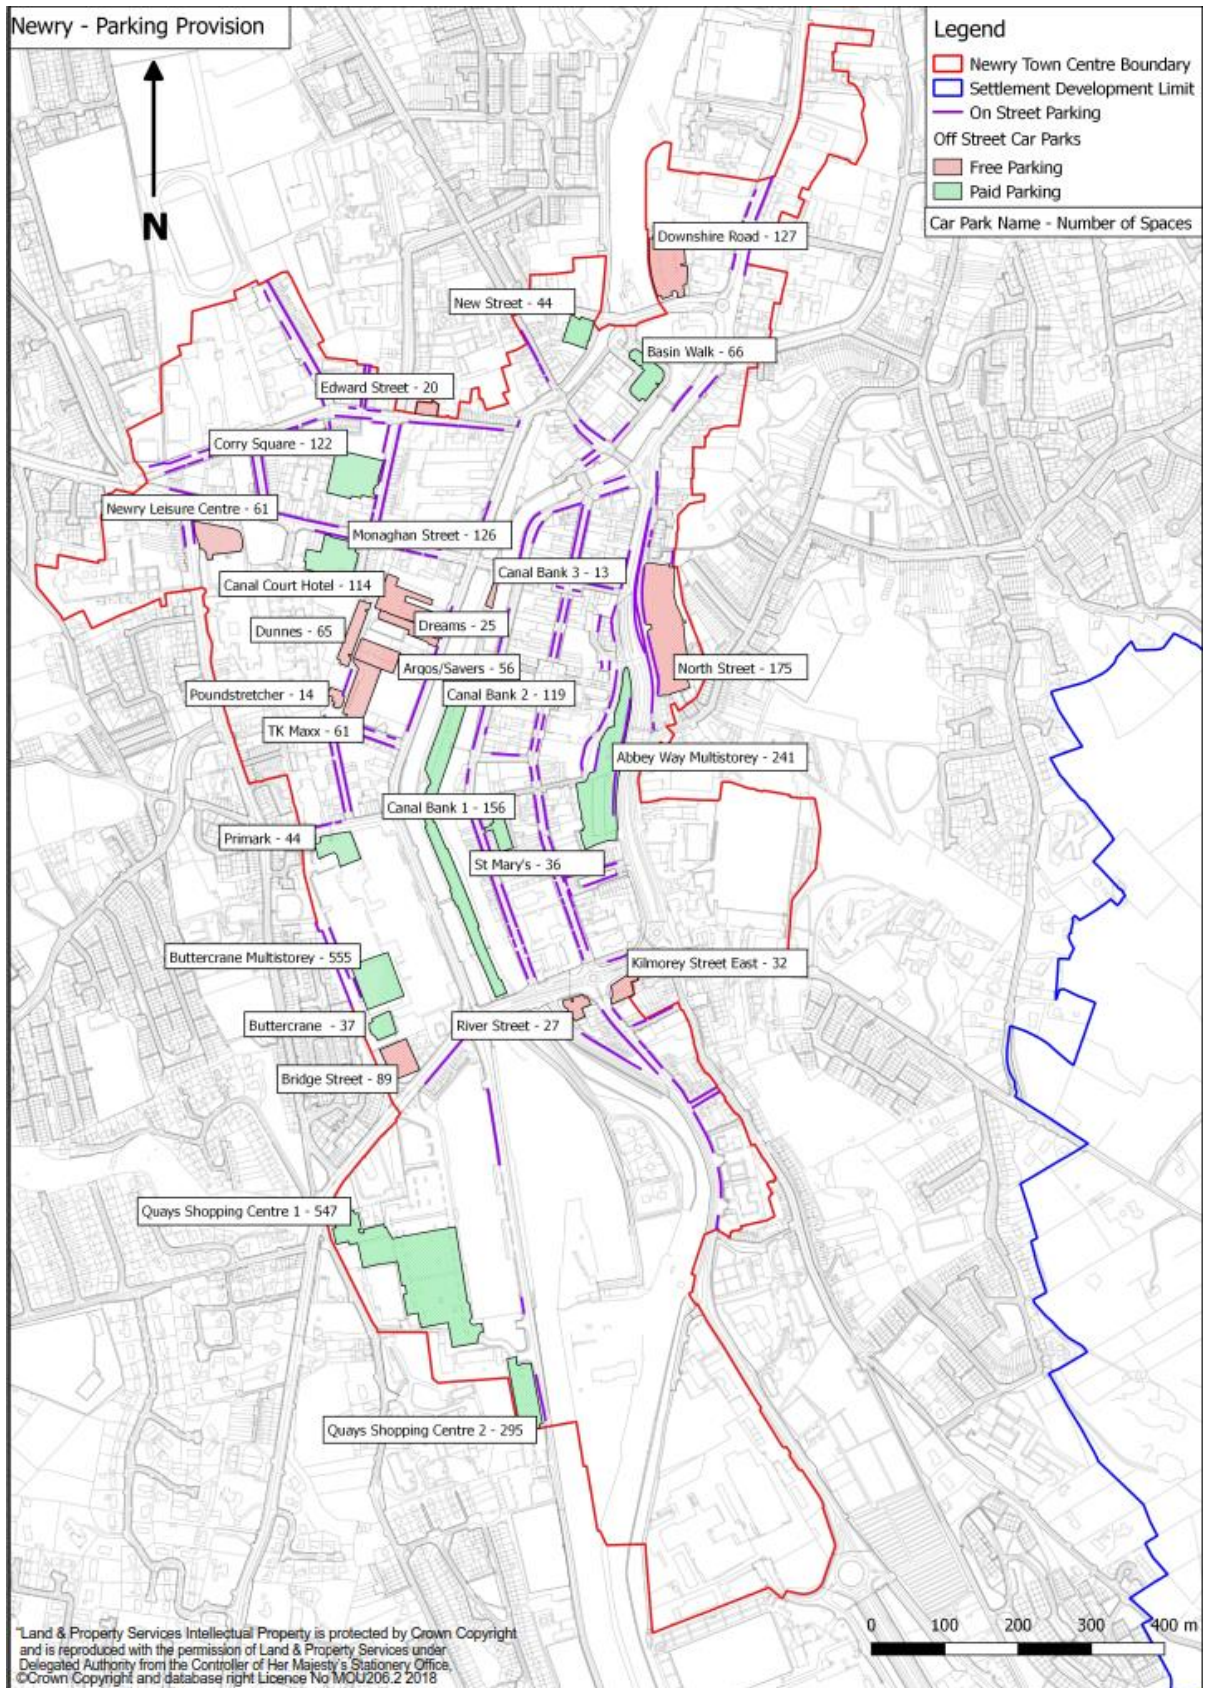 Newry - Parking Provision
N
Legend
Newry Town Centre Boundary
Settlement Development Limit
On Street Parking
Off Street Car Parks
Free Parking
Paid Parking
Car Park Name - Number of Spaces
Downshire Road - 127
New Street - 44
Basin Walk - 66
Edward Street - 20
Corry Square - 122
Newry Leisure Centre - 61
Monaghan Street - 126
Canal Bank 3 - 13
Canal Court Hotel - 114
Dreams - 25
Dunnes - 65
Argos/Savers - 56
North Street - 175
Poundstretcher - 14
Canal Bank 2 - 119
TK Maxx - 61
Abbey Way Multistorey - 241
Canal Bank 1 - 156
Primark - 44
St Mary's - 36
Buttercrane Multistorey - 555
Kilmorey Street East - 32
Buttercrane - 37
River Street - 27
Bridge Street - 89
Quays Shopping Centre 1 - 547
Quays Shopping Centre 2 - 295
0 100 200 300 400 m
"Land & Property Services Intellectual Property is protected by Crown Copyright
and is reproduced with the permission of Land & Property Services under
Delegated Authority from the Controller of Her Majesty's Stationery Office,
©Crown Copyright and database right Licence No MOU206.2 2018